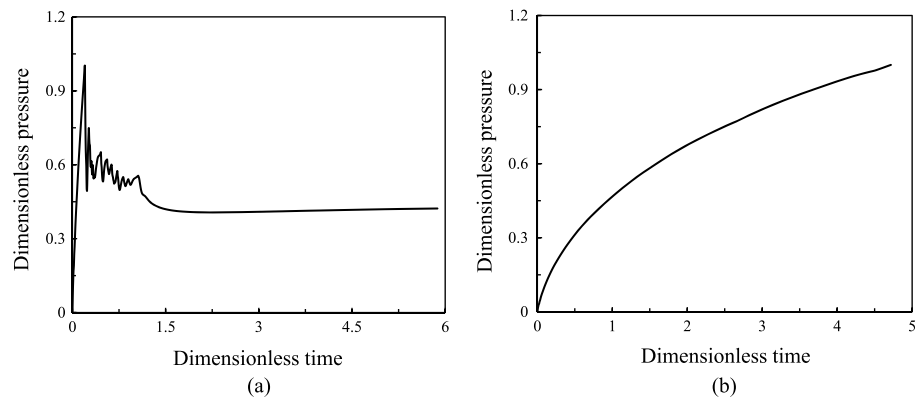 1.2
0.9
0.6
0.3
0
Dimensionless pressure
0 1.5 3 4.5 6
Dimensionless time
(a)
1.2
0.9
0.6
0.3
0
Dimensionless pressure
0 1 2 3 4 5
Dimensionless time
(b)